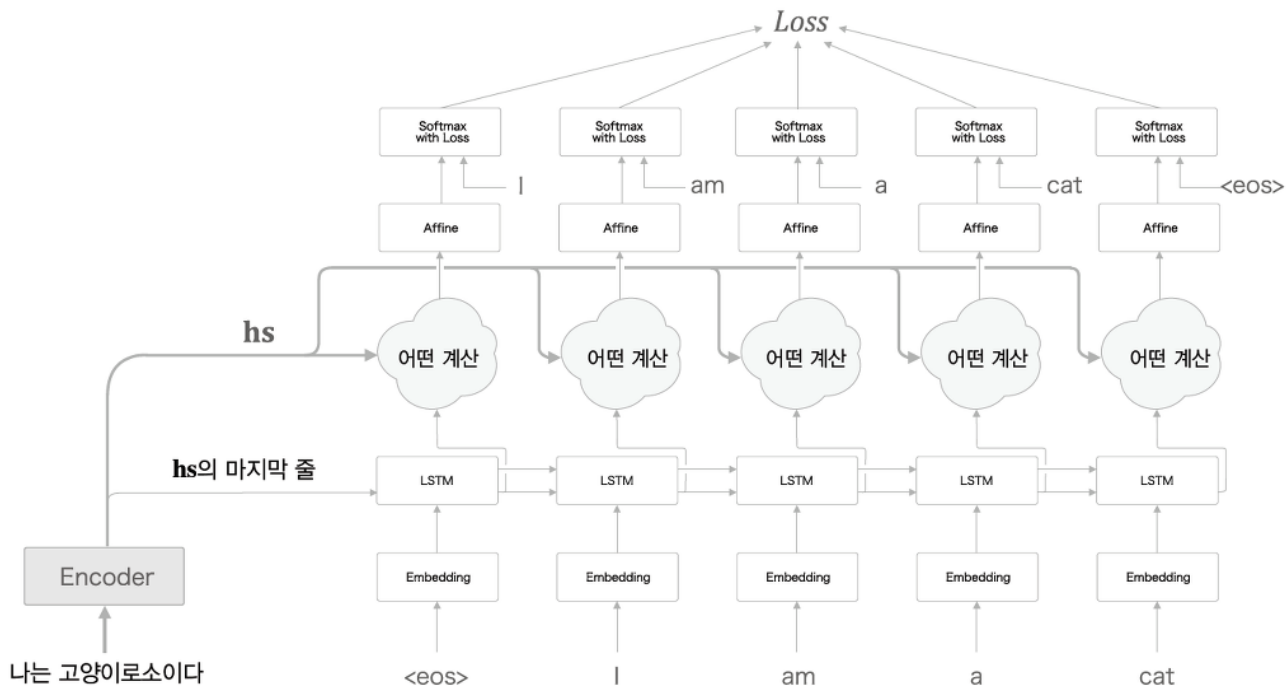 Loss
Softmax
with Loss
Softmax
with Loss
Softmax
with Loss
Softmax
with Loss
Softmax
with Loss
I
am
a
cat
<eos>
Affine
Affine
Affine
Affine
Affine
hs
어떤 계산
어떤 계산
어떤 계산
어떤 계산
어떤 계산
hs의 마지막 줄
LSTM
LSTM
LSTM
LSTM
LSTM
Encoder
Embedding
Embedding
Embedding
Embedding
Embedding
나는 고양이로소이다
<eos>
I
am
a
cat